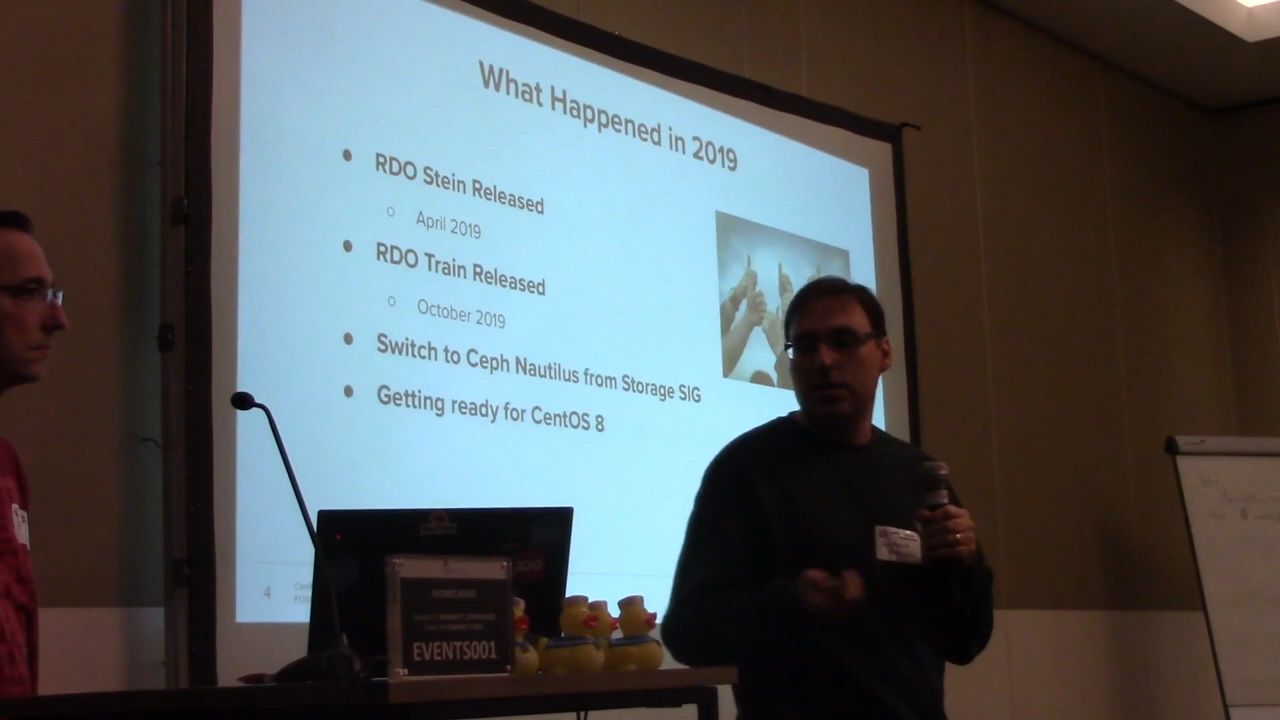 What Happened in 2019
RDO Stein Released
April 2019
RDO Train Released
October 2019
Switch to Ceph Nautilus from Storage SIG
Getting ready for CentOS 8
4
EVENTS001